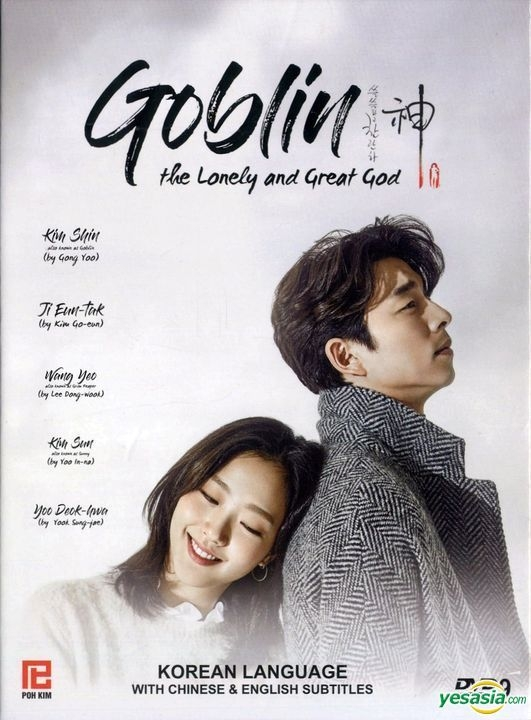 Goblin
쓸쓸하고 찬란하
神
the Lonely and Great God
Kim Shin
also known as Goblin
(by Gong Yoo)
Ji Eun-tak
(by Kim Go-eun)
Wang Yeo
also known as Grim Reaper
(by Lee Dong-wook)
Kim Sun
also known as Sunny
(by Yoo In-na)
Yoo Deok-hwa
(by Yook Sung-jae)
KOREAN LANGUAGE
WITH CHINESE & ENGLISH SUBTITLES
POH KIM
yesasia.com